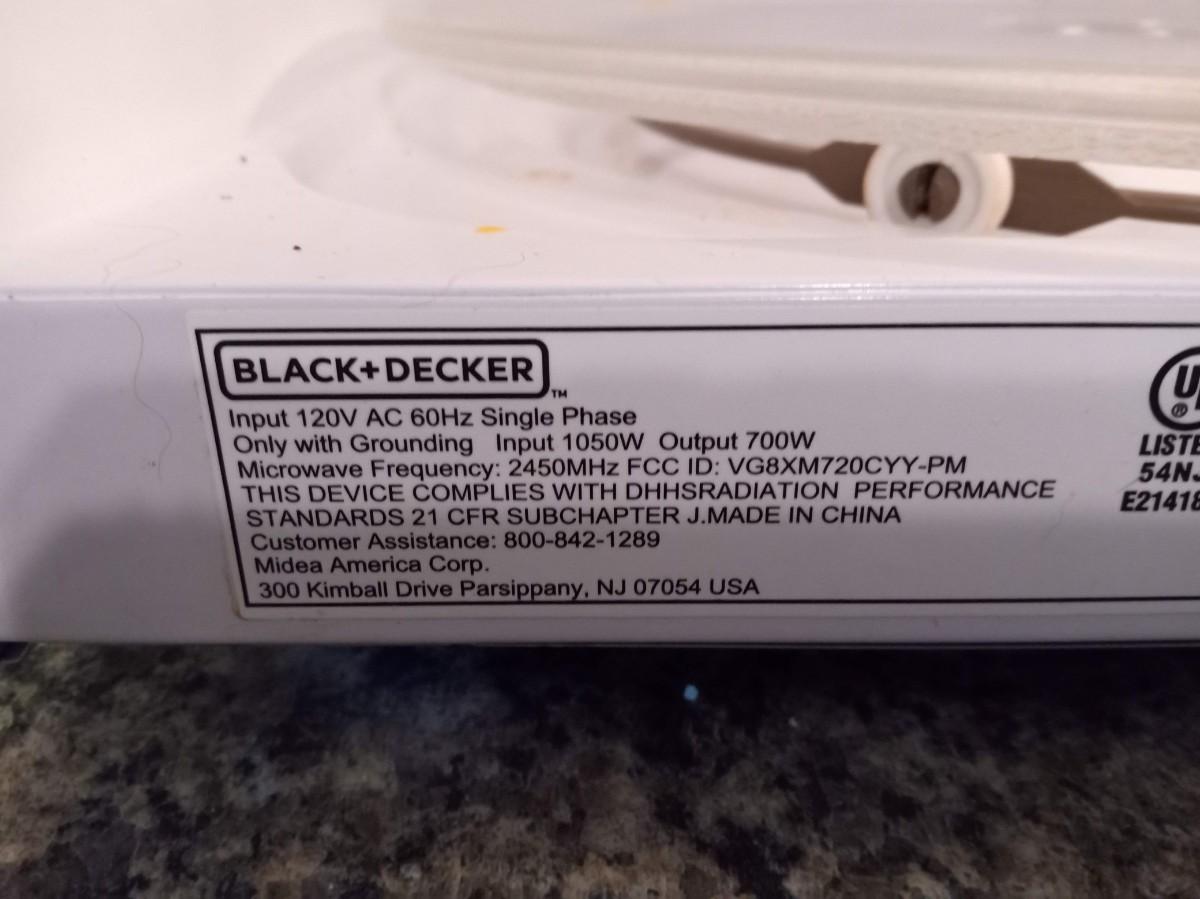 BLACK+DECKER™
Input 120V AC 60Hz Single Phase
Only with Grounding Input 1050W Output 700W
Microwave Frequency: 2450MHz FCC ID: VG8XM720CYY-PM
THIS DEVICE COMPLIES WITH DHHSRADIATION PERFORMANCE
STANDARDS 21 CFR SUBCHAPTER J.MADE IN CHINA
Customer Assistance: 800-842-1289
Midea America Corp.
300 Kimball Drive Parsippany, NJ 07054 USA